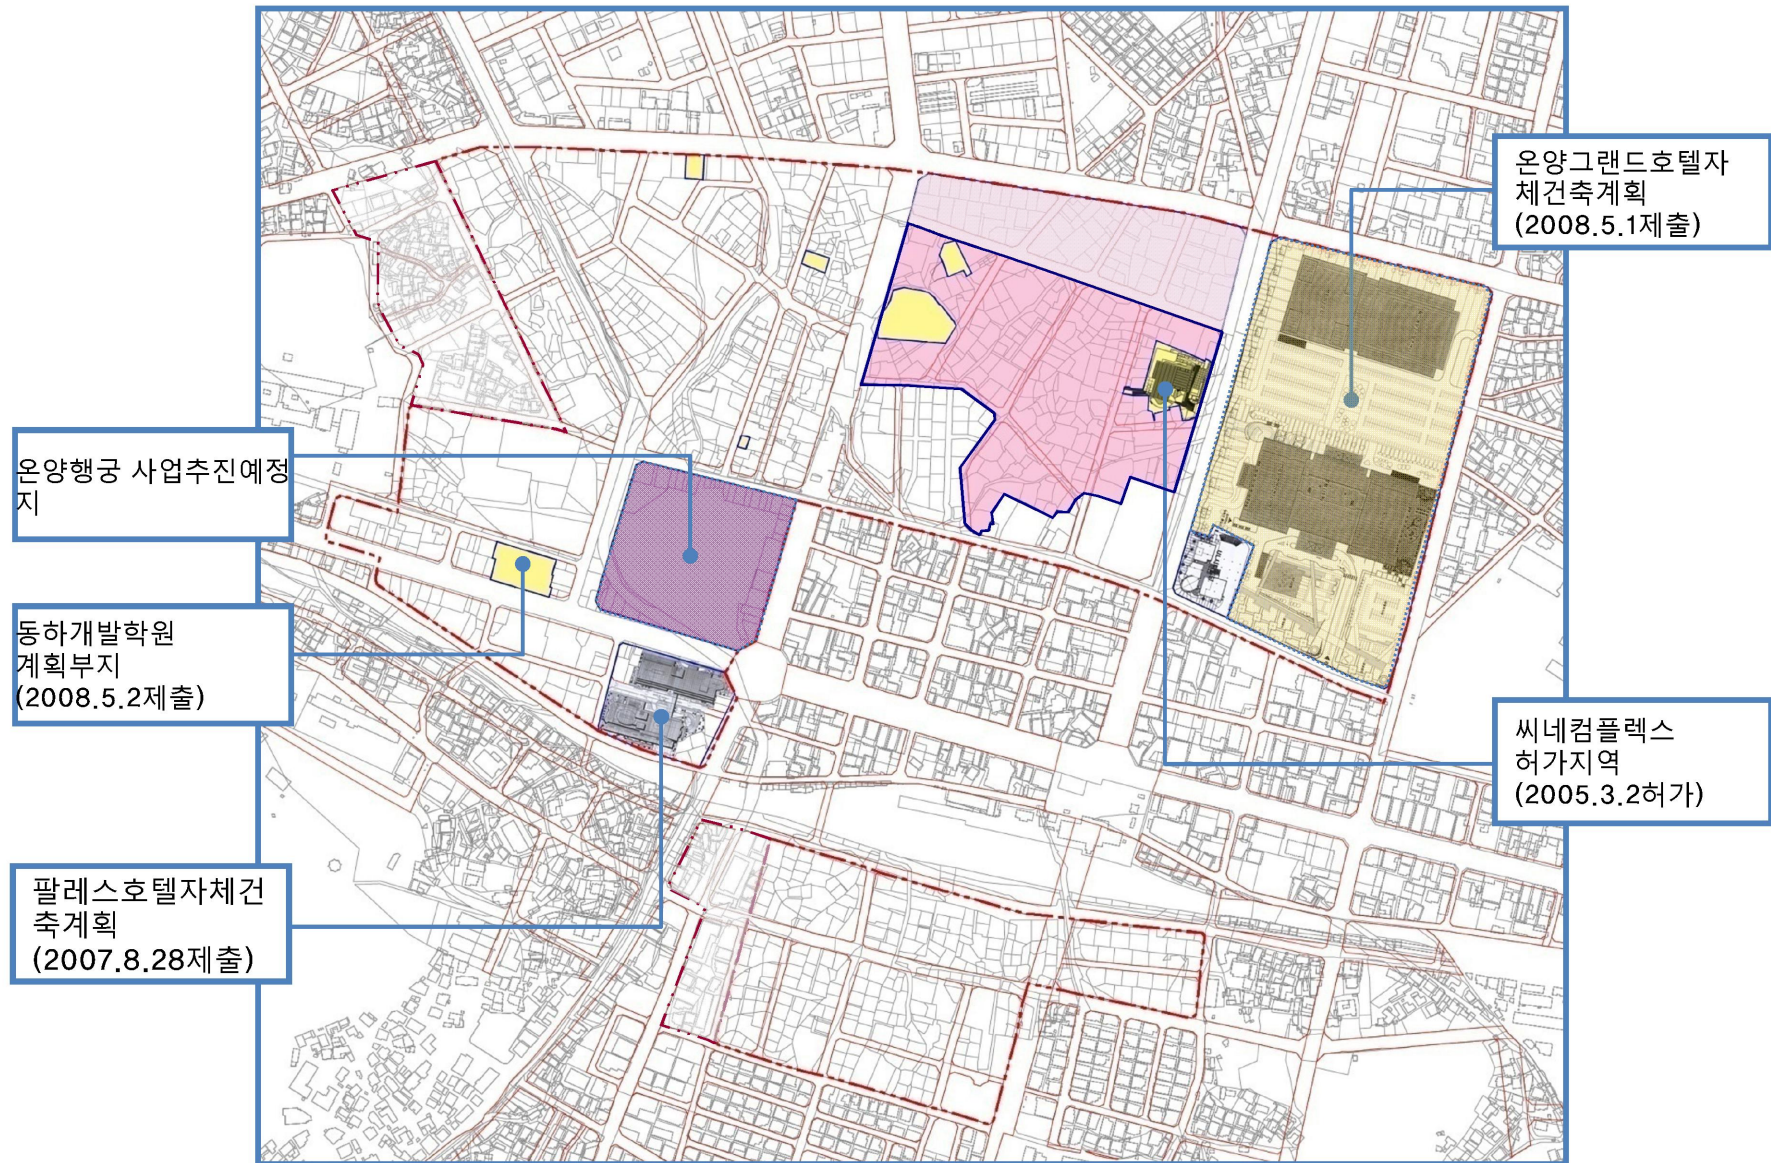 온양그랜드호텔자
체건축계획
(2008.5.1제출)
온양행궁 사업추진예정
지
동하개발학원
계획부지
(2008.5.2제출)
씨네컴플렉스
허가지역
(2005.3.2허가)
팔레스호텔자체건
축계획
(2007.8.28제출)